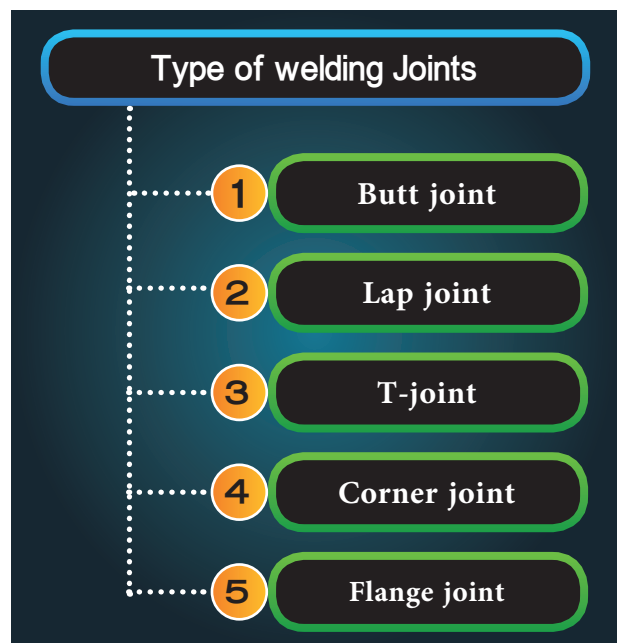 Type of welding Joints
1 Butt joint
2 Lap joint
3 T-joint
4 Corner joint
5 Flange joint